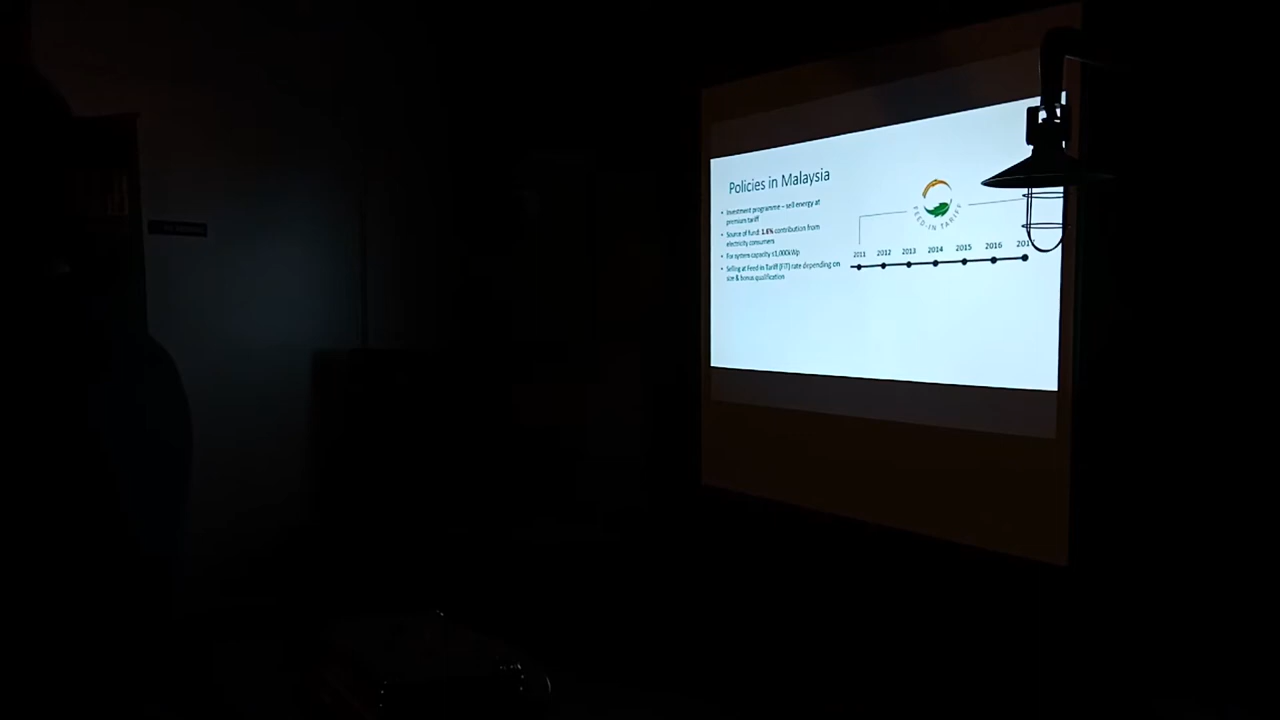 Policies in Malaysia
• Investment programme – sell energy at
premium tariff
• Source of fund: 1.6% contribution from
electricity consumers
• For system capacity ≤1,000kWp
• Selling at Feed-in Tariff (FiT) rate depending on
size & bonus qualification
FEED-IN TARIFF
2011 2012 2013 2014 2015 2016